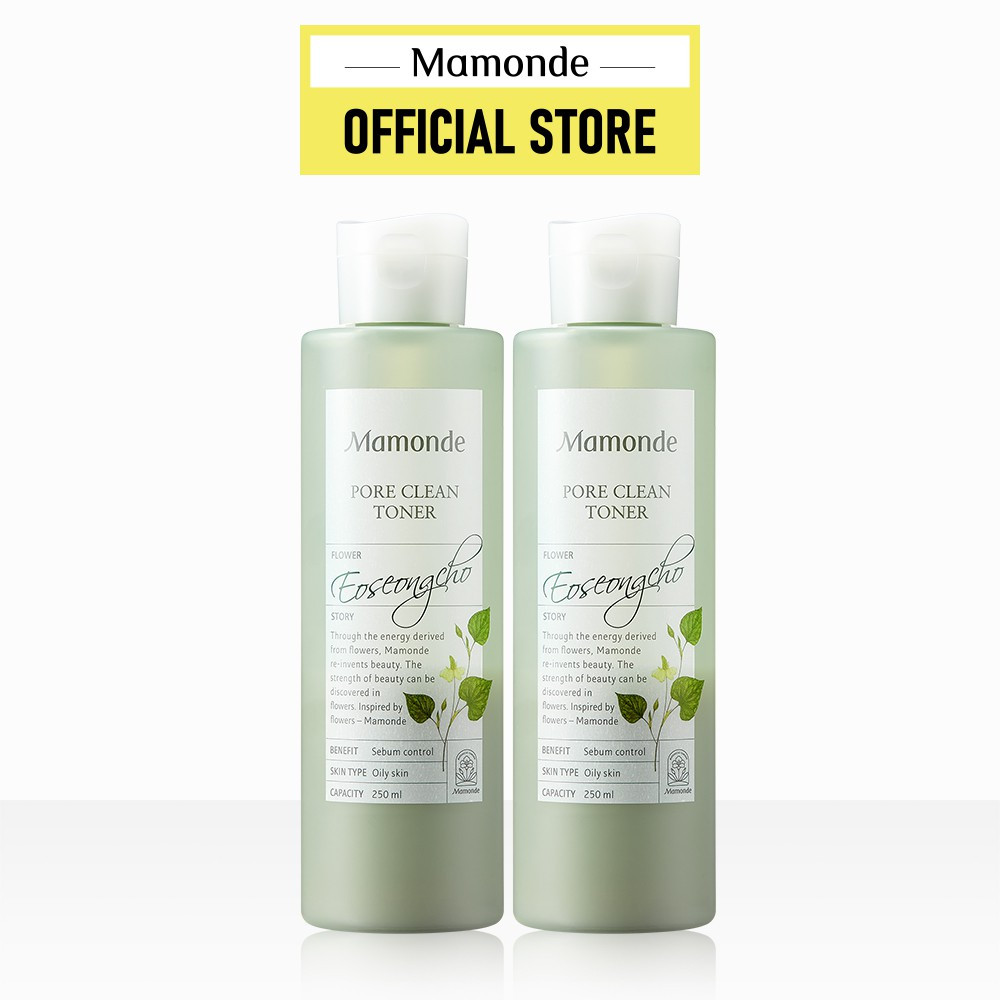 Mamonde
OFFICIAL STORE
Mamonde
PORE CLEAN
TONER
FLOWER
Eoseongcho
STORY
Through the energy derived
from flowers, Mamonde
re-invents beauty. The
strength of beauty can be
discovered in
flowers. Inspired by
flowers – Mamonde
BENEFIT Sebum control
SKIN TYPE Oily skin
CAPACITY 250 ml
Mamonde
Mamonde
PORE CLEAN
TONER
FLOWER
Eoseongcho
STORY
Through the energy derived
from flowers, Mamonde
re-invents beauty. The
strength of beauty can be
discovered in
flowers. Inspired by
flowers – Mamonde
BENEFIT Sebum control
SKIN TYPE Oily skin
CAPACITY 250 ml
Mamonde